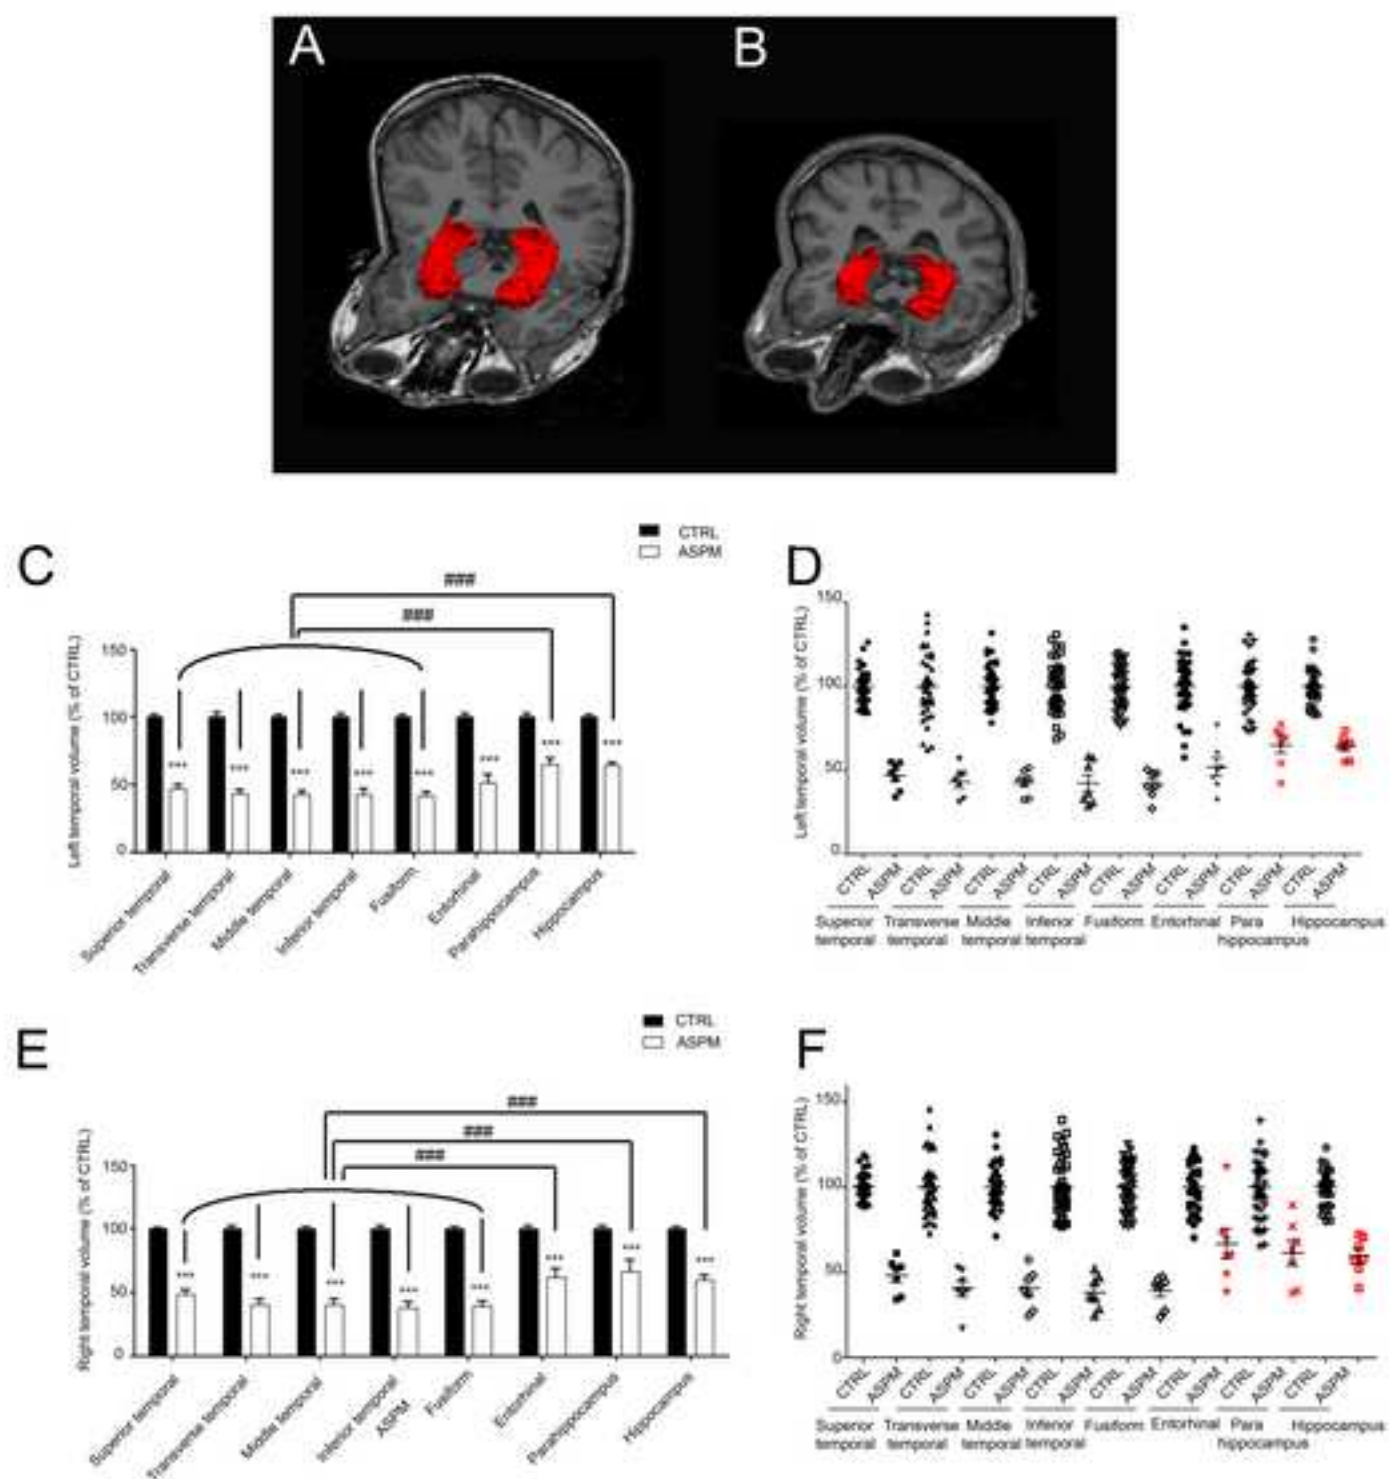 A
B
C
CTRL
ASPM
###
###
Left temporal volume (% of CTRL)
150
100
50
0
***
***
***
***
***
***
***
***
Superior temporal
Transverse temporal
Middle temporal
Inferior temporal
Fusiform
Entorhinal
Parahippocampus
Hippocampus
D
Left temporal volume (% of CTRL)
150
100
50
0
CTRL ASPM CTRL ASPM CTRL ASPM CTRL ASPM CTRL ASPM CTRL ASPM CTRL ASPM CTRL ASPM
Superior Transverse Middle Inferior Fusiform Entorhinal Para Hippocampus
temporal temporal temporal temporal hippocampus
E
CTRL
ASPM
###
###
###
Right temporal volume (% of CTRL)
150
100
50
0
***
***
***
***
***
***
***
***
Superior temporal
Transverse temporal
Middle temporal
Inferior temporal
ASPM
Fusiform
Entorhinal
Parahippocampus
Hippocampus
F
Right temporal volume (% of CTRL)
150
100
50
0
CTRL ASPM CTRL ASPM CTRL ASPM CTRL ASPM CTRL ASPM CTRL ASPM CTRL ASPM CTRL ASPM
Superior Transverse Middle Inferior Fusiform Entorhinal Para Hippocampus
temporal temporal temporal temporal hippocampus